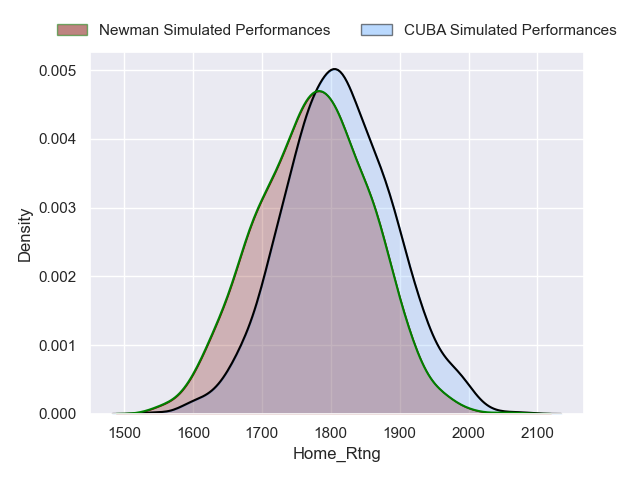 Newman Simulated Performances CUBA Simulated Performances
0.005
0.004
0.003
0.002
0.001
0.000
Density
1500 1600 1700 1800 1900 2000 2100
Home_Rtng